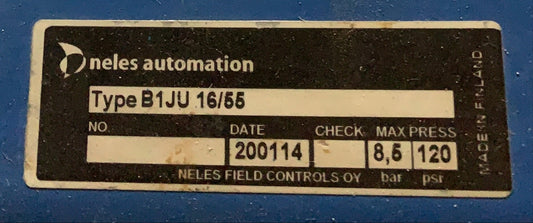 neles automation
Type B1JU 16/55
NO. DATE CHECK MAX PRESS
200114 8,5 120
NELES FIELD CONTROLS OY bar psi
MADE IN FINLAND